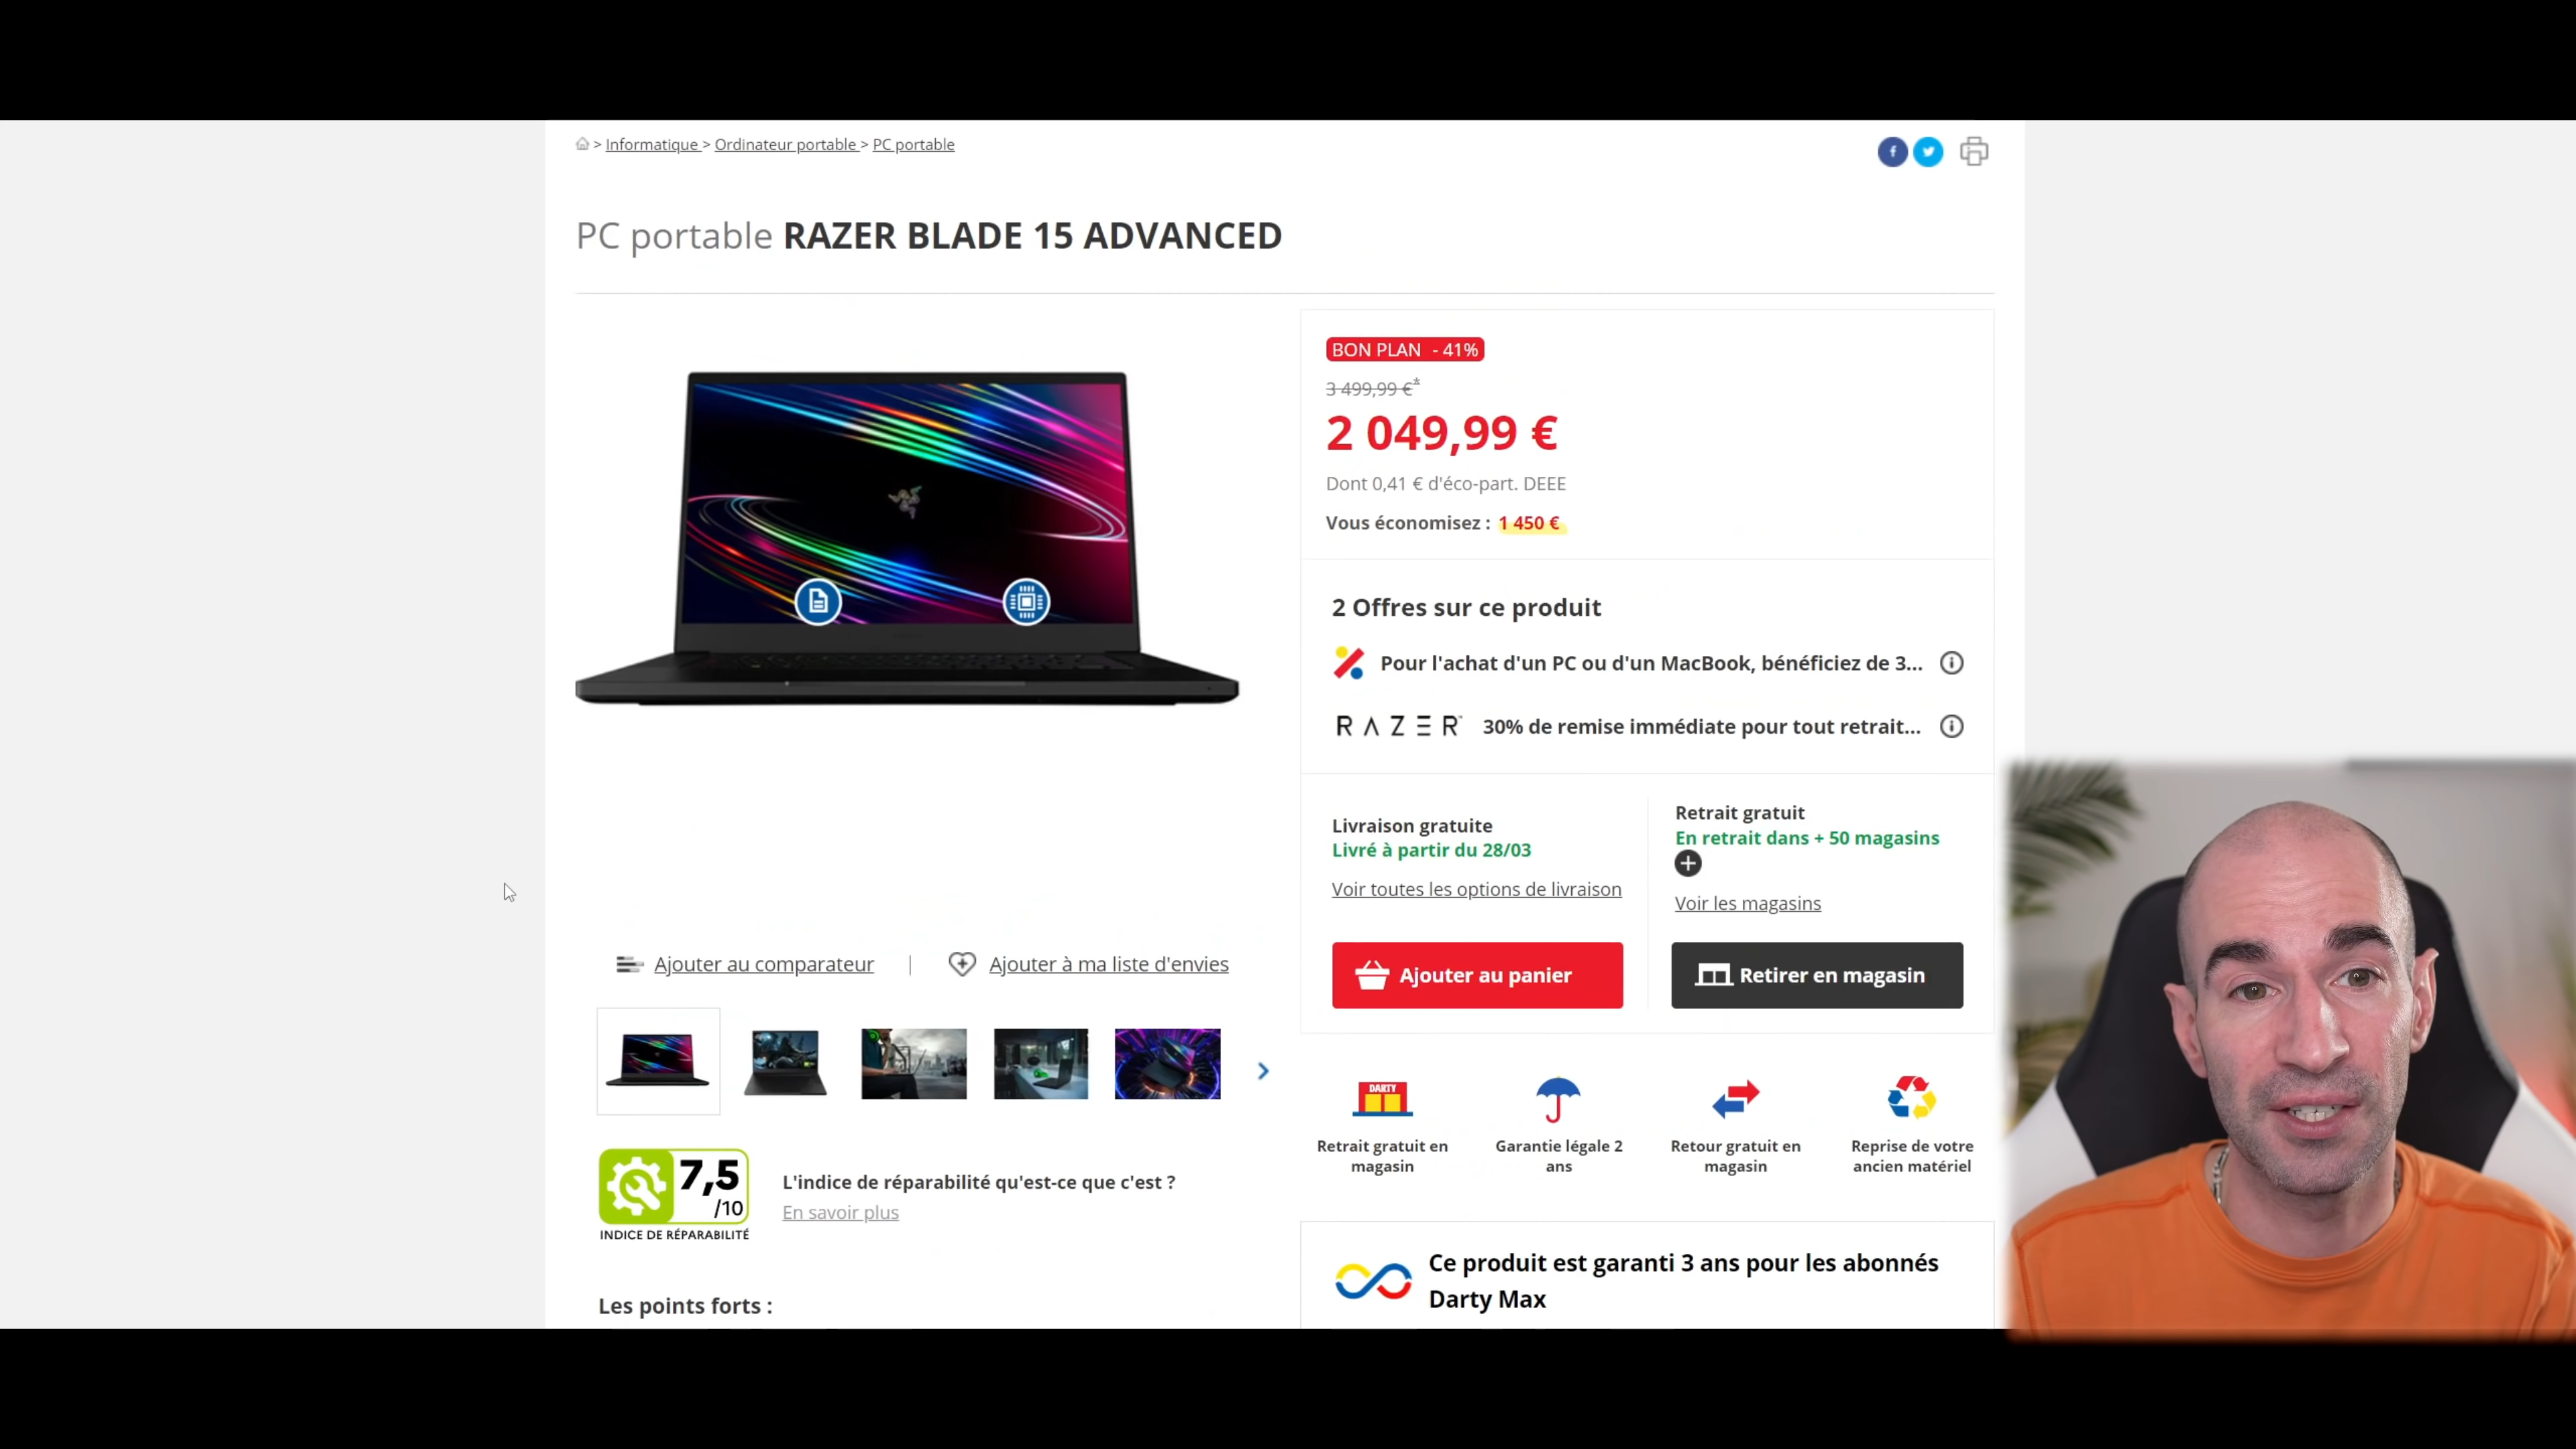 > Informatique > Ordinateur portable > PC portable
PC portable RAZER BLADE 15 ADVANCED
BON PLAN - 41%
3 499,99 €*
2 049,99 €
Dont 0,41 € d'éco-part. DEEE
Vous économisez : 1 450 €
2 Offres sur ce produit
Pour l'achat d'un PC ou d'un MacBook, bénéficiez de 3...
RAZER 30% de remise immédiate pour tout retrait...
Livraison gratuite
Livré à partir du 28/03
Voir toutes les options de livraison
Ajouter au panier
Retrait gratuit
En retrait dans + 50 magasins
Voir les magasins
Retirer en magasin
Ajouter au comparateur | Ajouter à ma liste d'envies
7,5
/10
INDICE DE RÉPARABILITÉ
L'indice de réparabilité qu'est-ce que c'est ?
En savoir plus
Les points forts :
DARTY
Retrait gratuit en
magasin
Garantie légale 2
ans
Retour gratuit en
magasin
Reprise de votre
ancien matériel
Ce produit est garanti 3 ans pour les abonnés
Darty Max